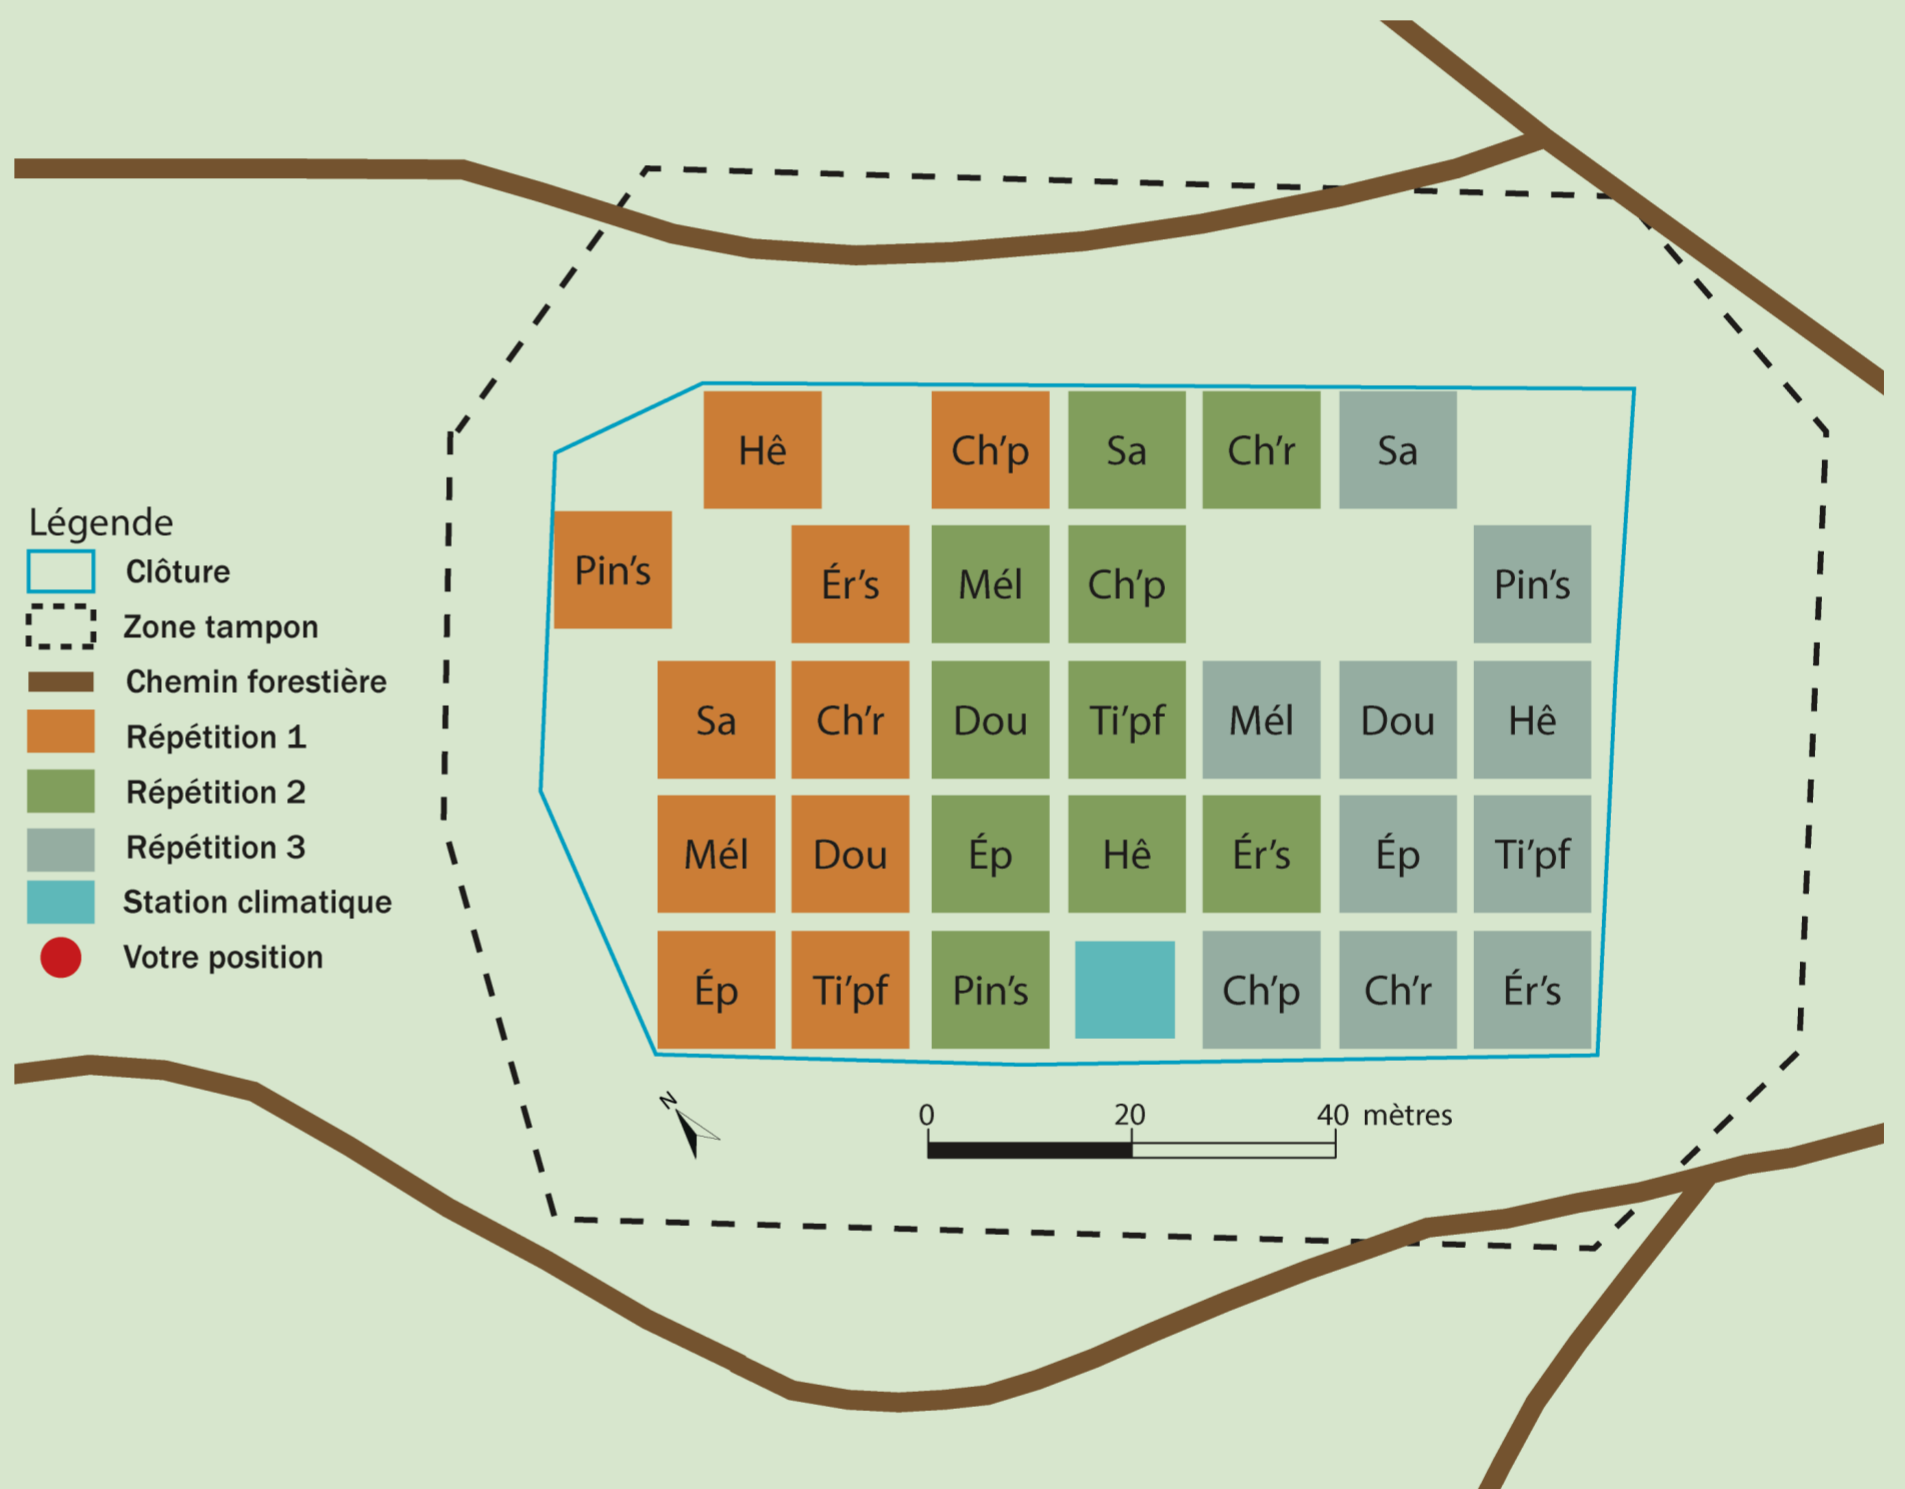 Hê
Ch'p
Sa
Ch'r
Sa
Pin's
Ér's
Mél
Ch'p
Pin's
Sa
Ch'r
Dou
Ti'pf
Mél
Dou
Hê
Mél
Dou
Ép
Hê
Ér's
Ép
Ti'pf
Ép
Ti'pf
Pin's
Ch'p
Ch'r
Ér's
Légende
Clôture
Zone tampon
Chemin forestière
Répétition 1
Répétition 2
Répétition 3
Station climatique
Votre position
N
0 20 40 mètres